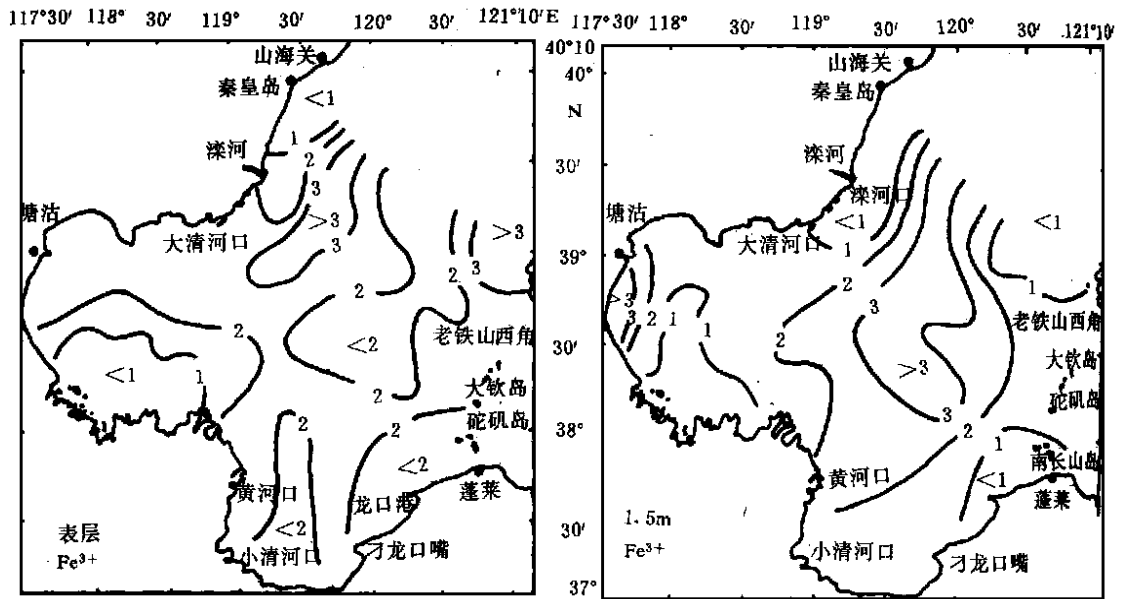 117°30′ 118° 30′ 119° 30′ 120° 30′ 121°10′E
山海关
秦皇岛
<1
1
滦河
2
3
塘沽
>3
>3
大清河口
3
2
3
2
2
老铁山西角
<2
<1
1
2
大钦岛
2
2
砣矶岛
<2
黄河口
龙口港
蓬莱
<2
表层
小清河口
刁龙口嘴
Fe³⁺
117°30′ 118° 30′ 119° 30′ 120° 30′ 121°10′
40°10
40°
N
30′
39°
30′
38°
30′
37°
山海关
秦皇岛
滦河
滦河口
<1
<1
大清河口
1
2
1
>3
3
2
1
1
3
老铁山西角
2
>3
大钦岛
砣矶岛
3
2
1
南长山岛
黄河口
<1
蓬莱
1.5m
小清河口
刁龙口嘴
Fe³⁺